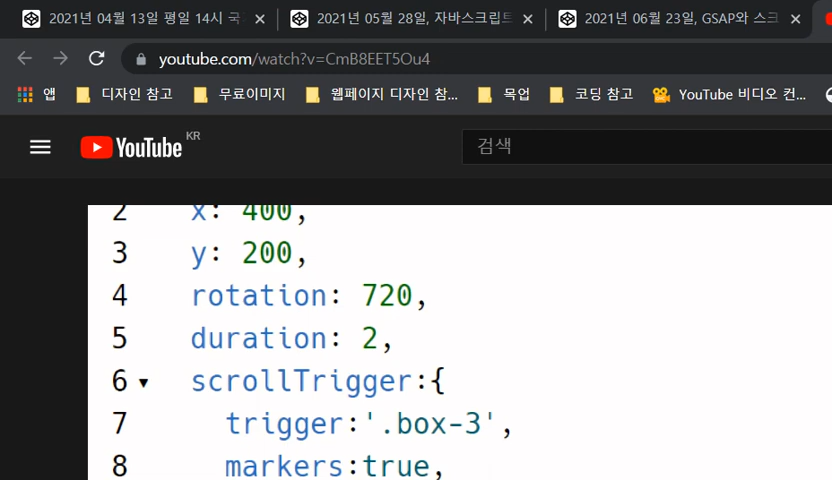 2021년 04월 13일 평일 14시 국
2021년 05월 28일, 자바스크립트
2021년 06월 23일, GSAP와 스크
youtube.com/watch?v=CmB8EET5Ou4
앱 디자인 참고 무료이미지 웹페이지 디자인 참... 목업 코딩 참고 YouTube 비디오 컨...
YouTube KR 검색
2 x: 400,
3 y: 200,
4 rotation: 720,
5 duration: 2,
6 scrollTrigger:{
7 trigger:'.box-3',
8 markers:true,